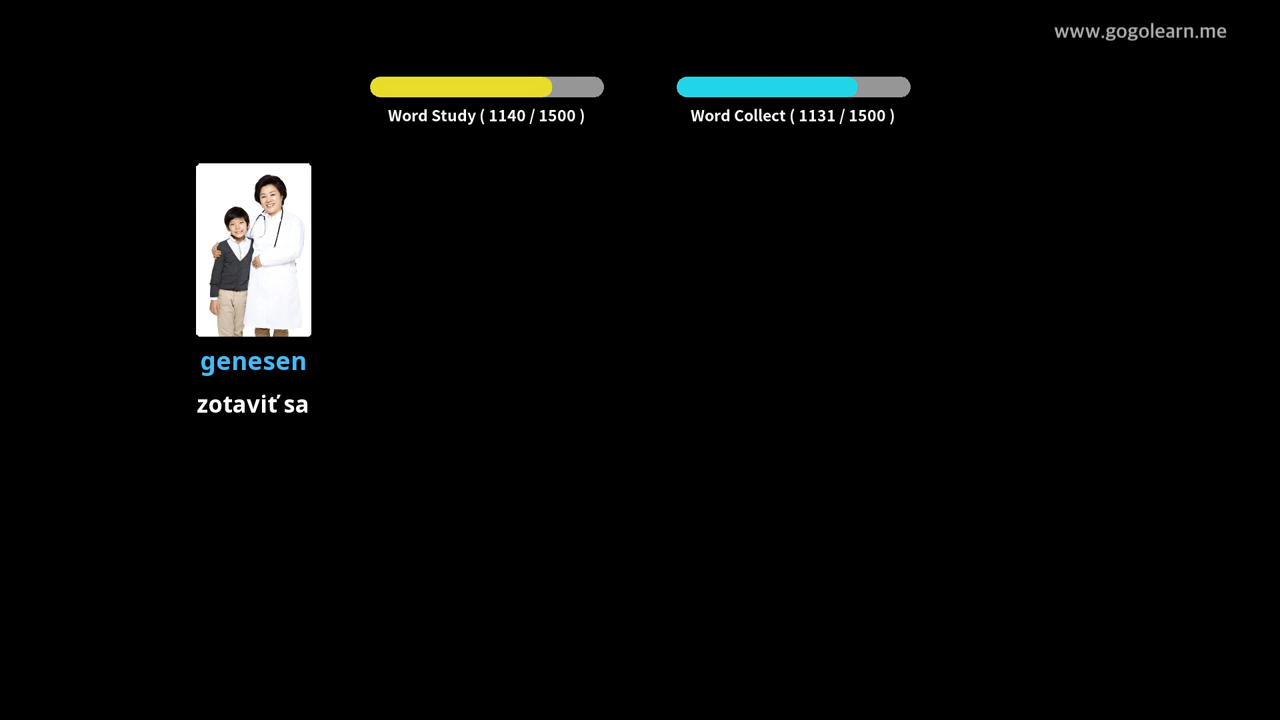 www.gogolearn.me
Word Study ( 1140 / 1500 )
Word Collect ( 1131 / 1500 )
genesen
zotaviť sa